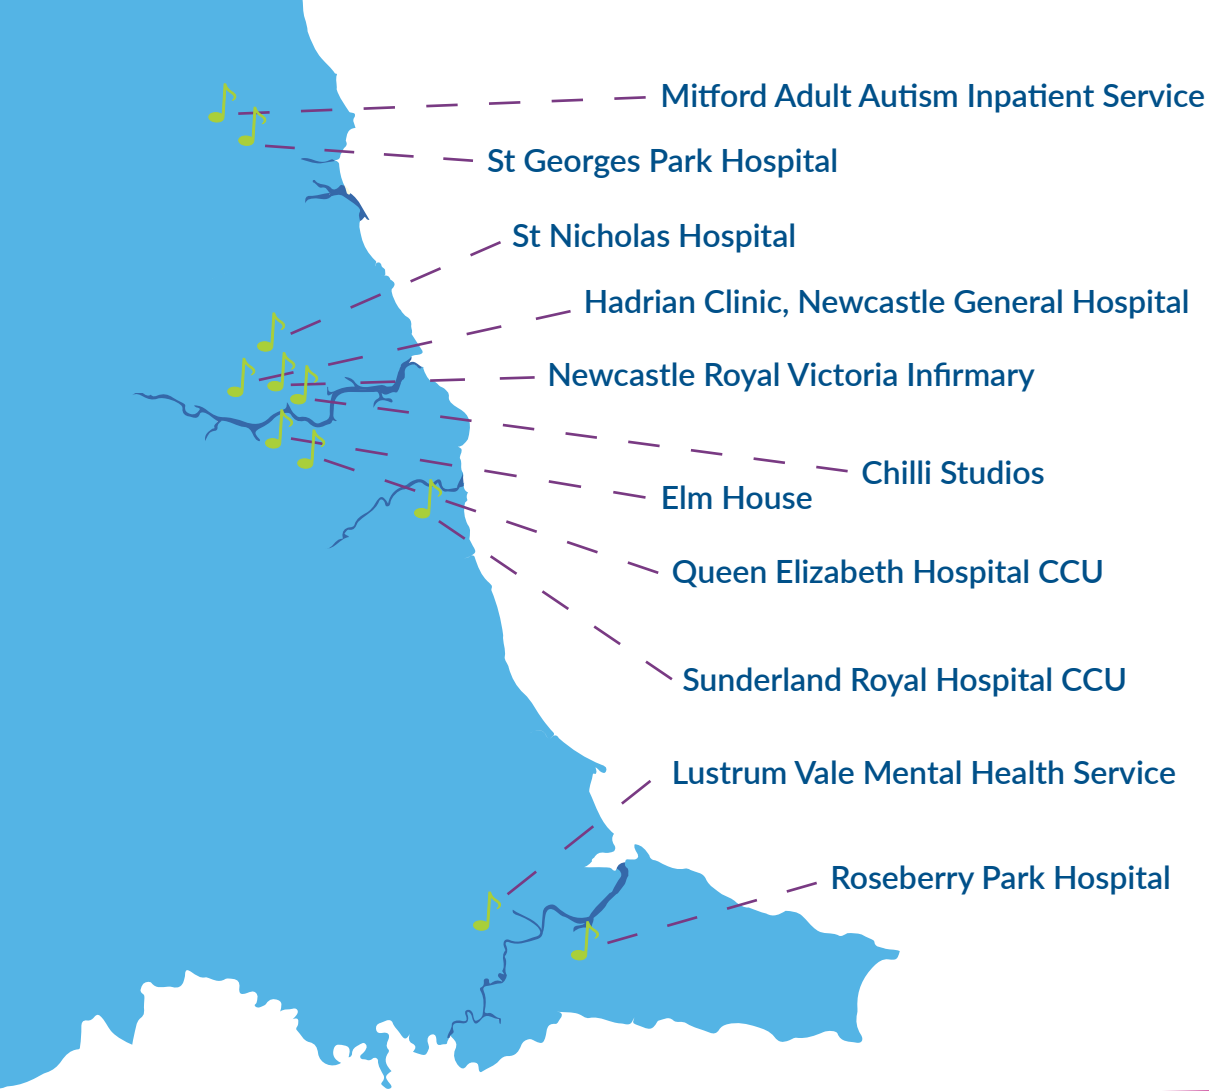 Mitford Adult Autism Inpatient Service
St Georges Park Hospital
St Nicholas Hospital
Hadrian Clinic, Newcastle General Hospital
Newcastle Royal Victoria Infirmary
Chilli Studios
Elm House
Queen Elizabeth Hospital CCU
Sunderland Royal Hospital CCU
Lustrum Vale Mental Health Service
Roseberry Park Hospital